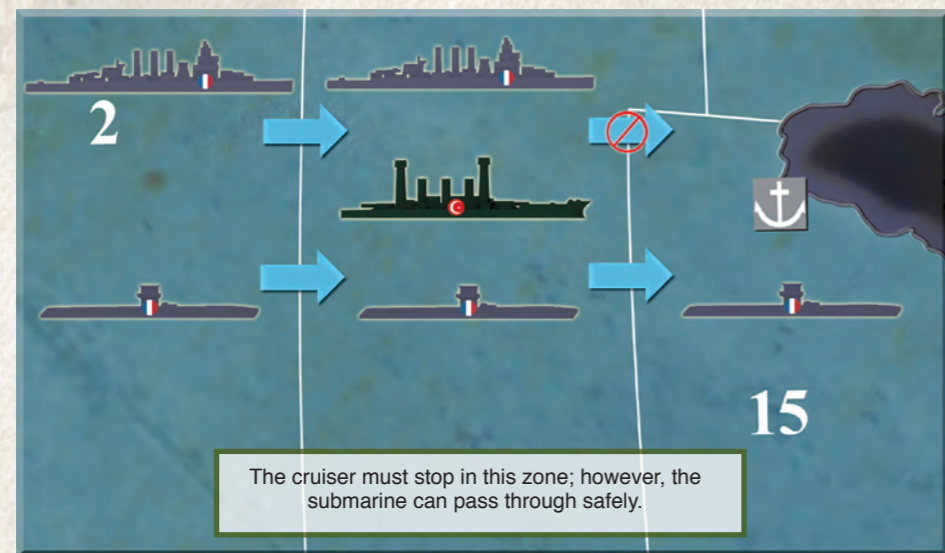 2
15
The cruiser must stop in this zone; however, the
submarine can pass through safely.